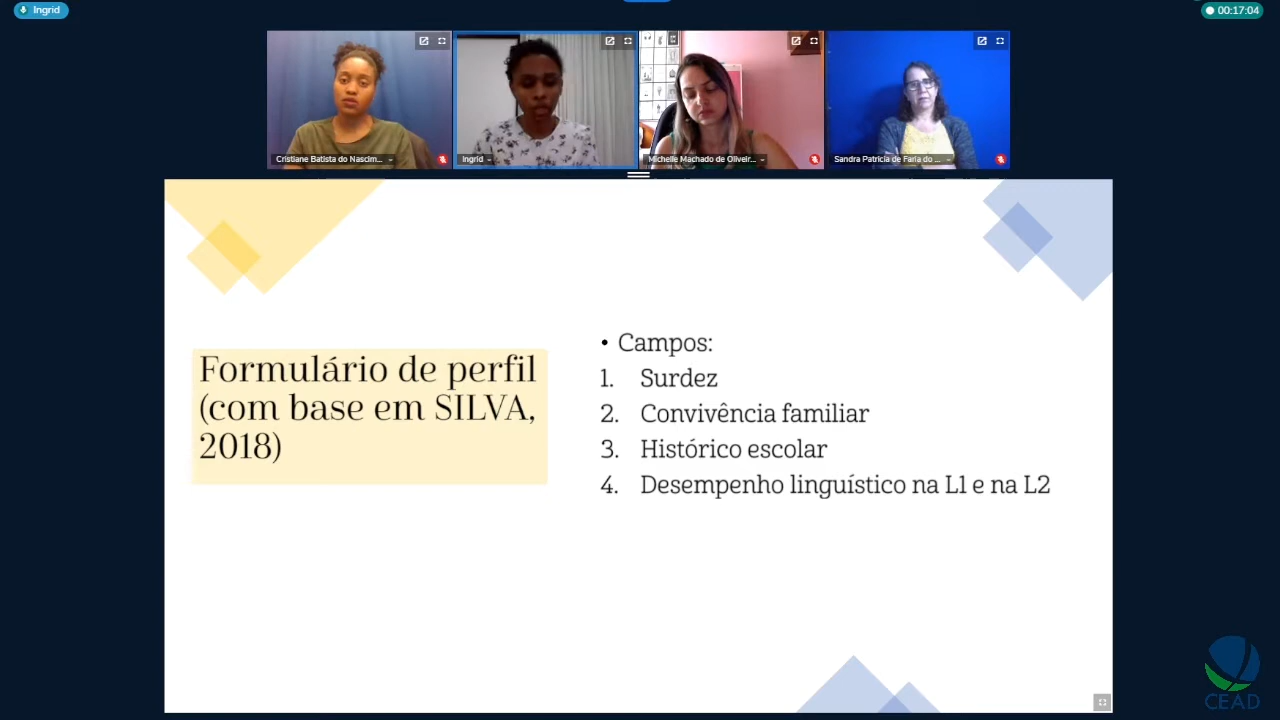 Ingrid
00:17:04
Cristiane Batista do Nascim...
Ingrid
Michelle Machado de Oliveir...
Sandra Patricia de Faria do ...
Formulário de perfil
(com base em SILVA,
2018)
• Campos:
1. Surdez
2. Convivência familiar
3. Histórico escolar
4. Desempenho linguístico na L1 e na L2
CEAD